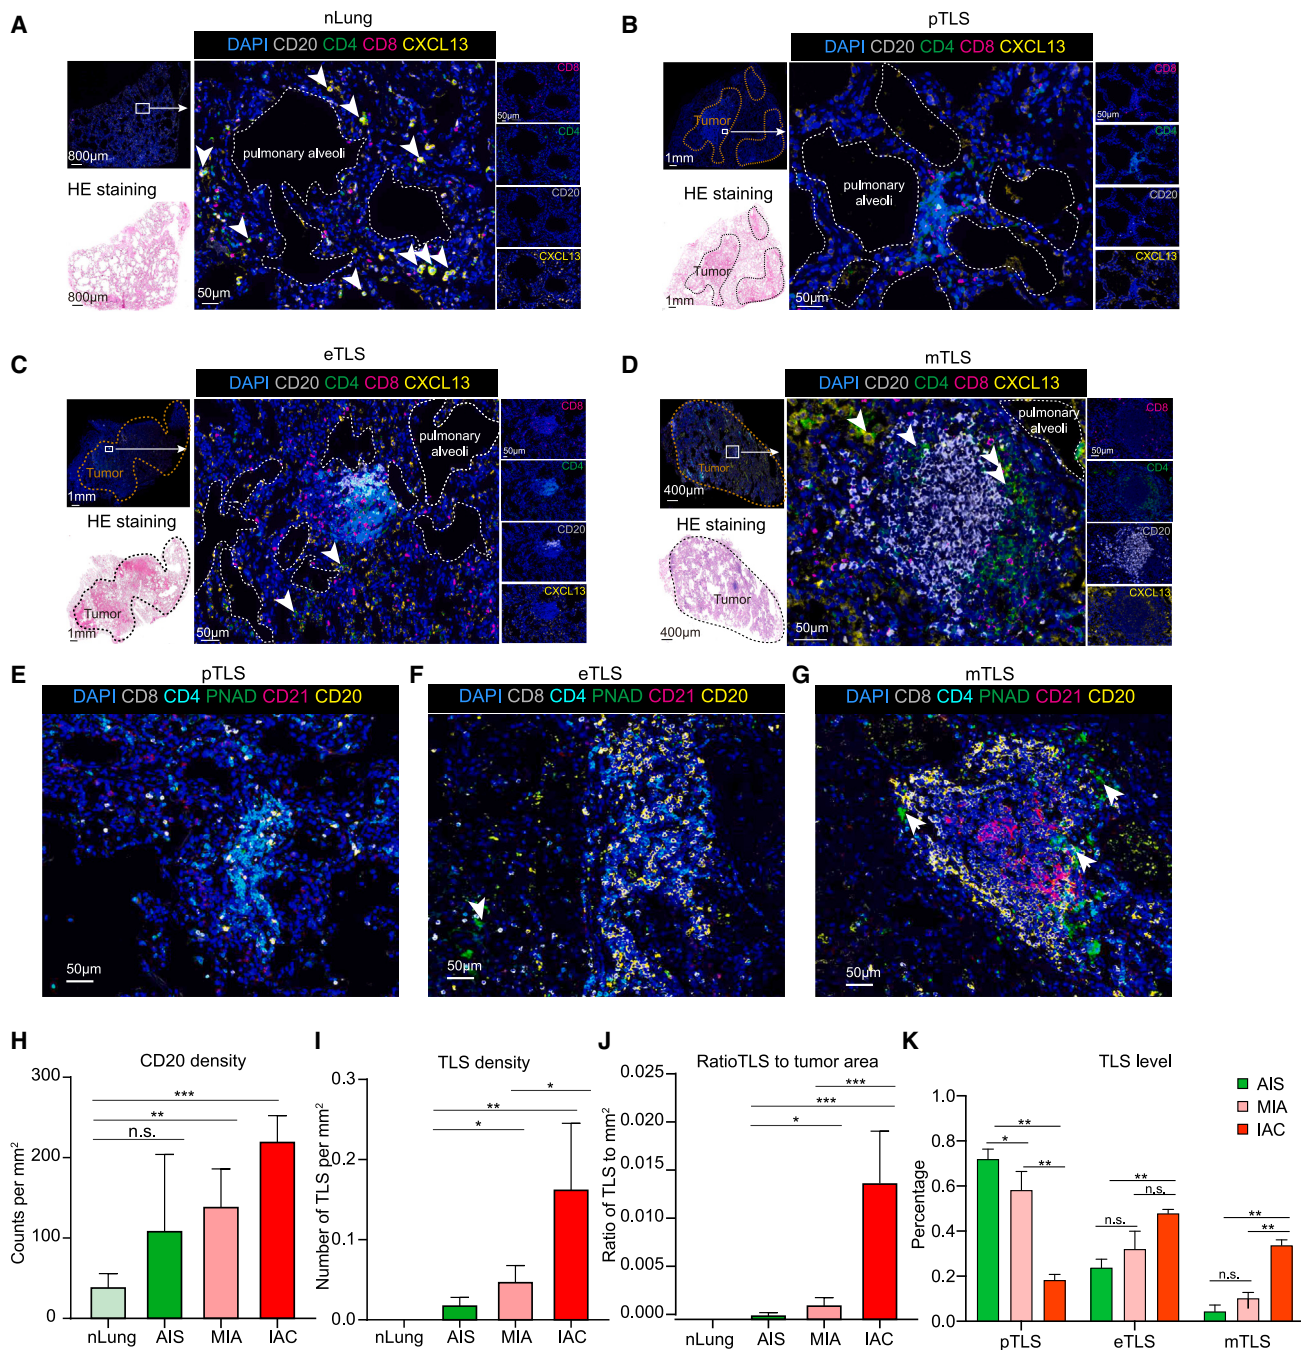 A
nLung
DAPI CD20 CD4 CD8 CXCL13
800µm
HE staining
800µm
pulmonary alveoli
50µm
CD8
50µm
CD4
CD20
CXCL13
B
pTLS
DAPI CD20 CD4 CD8 CXCL13
Tumor
1mm
Tumor
1mm
pulmonary
alveoli
50µm
CD8
50µm
CD4
CD20
CXCL13
C
eTLS
DAPI CD20 CD4 CD8 CXCL13
Tumor
1mm
HE staining
Tumor
1mm
pulmonary
alveoli
50µm
CD8
50µm
CD4
CD20
CXCL13
D
mTLS
DAPI CD20 CD4 CD8 CXCL13
Tumor
400µm
HE staining
Tumor
400µm
pulmonary
alveoli
50µm
CD8
50µm
CD4
CD20
CXCL13
E
pTLS
DAPI CD8 CD4 PNAD CD21 CD20
50µm
F
eTLS
DAPI CD8 CD4 PNAD CD21 CD20
50µm
G
mTLS
DAPI CD8 CD4 PNAD CD21 CD20
50µm
H
CD20 density
Counts per mm²
300
200
100
0
***
**
n.s.
nLung AIS MIA IAC
I
TLS density
Number of TLS per mm²
0.3
0.2
0.1
0.0
*
**
*
nLung AIS MIA IAC
J
RatioTLS to tumor area
Ratio of TLS to mm²
0.025
0.020
0.015
0.010
0.005
0.000
***
***
*
nLung AIS MIA IAC
K
TLS level
Percentage
1.0
0.8
0.6
0.4
0.2
0.0
**
*
**
**
n.s.
n.s.
**
**
n.s.
pTLS eTLS mTLS
AIS
MIA
IAC